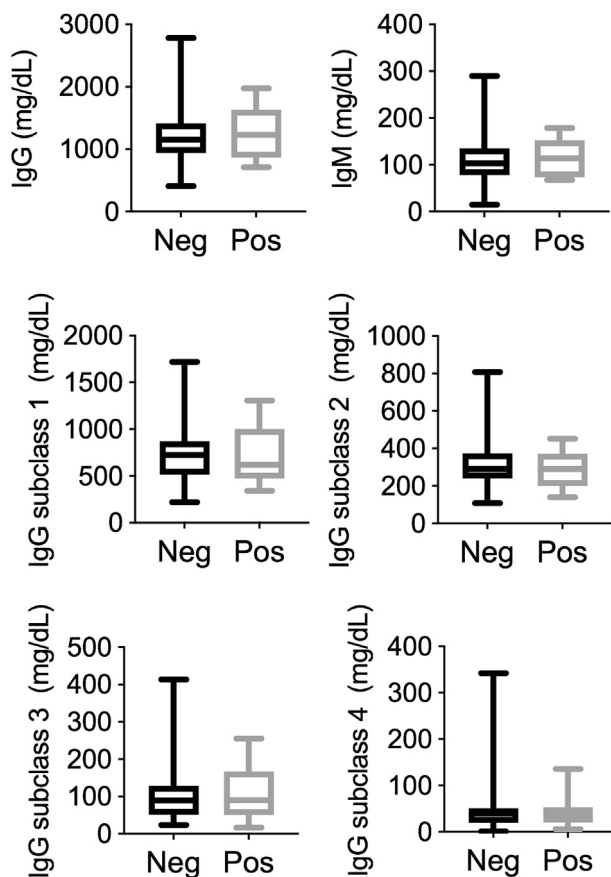 IgG (mg/dL)
3000
2000
1000
0
Neg Pos
IgM (mg/dL)
400
300
200
100
0
Neg Pos
IgG subclass 1 (mg/dL)
2000
1500
1000
500
0
Neg Pos
IgG subclass 2 (mg/dL)
1000
800
600
400
200
0
Neg Pos
IgG subclass 3 (mg/dL)
500
400
300
200
100
0
Neg Pos
IgG subclass 4 (mg/dL)
400
300
200
100
0
Neg Pos